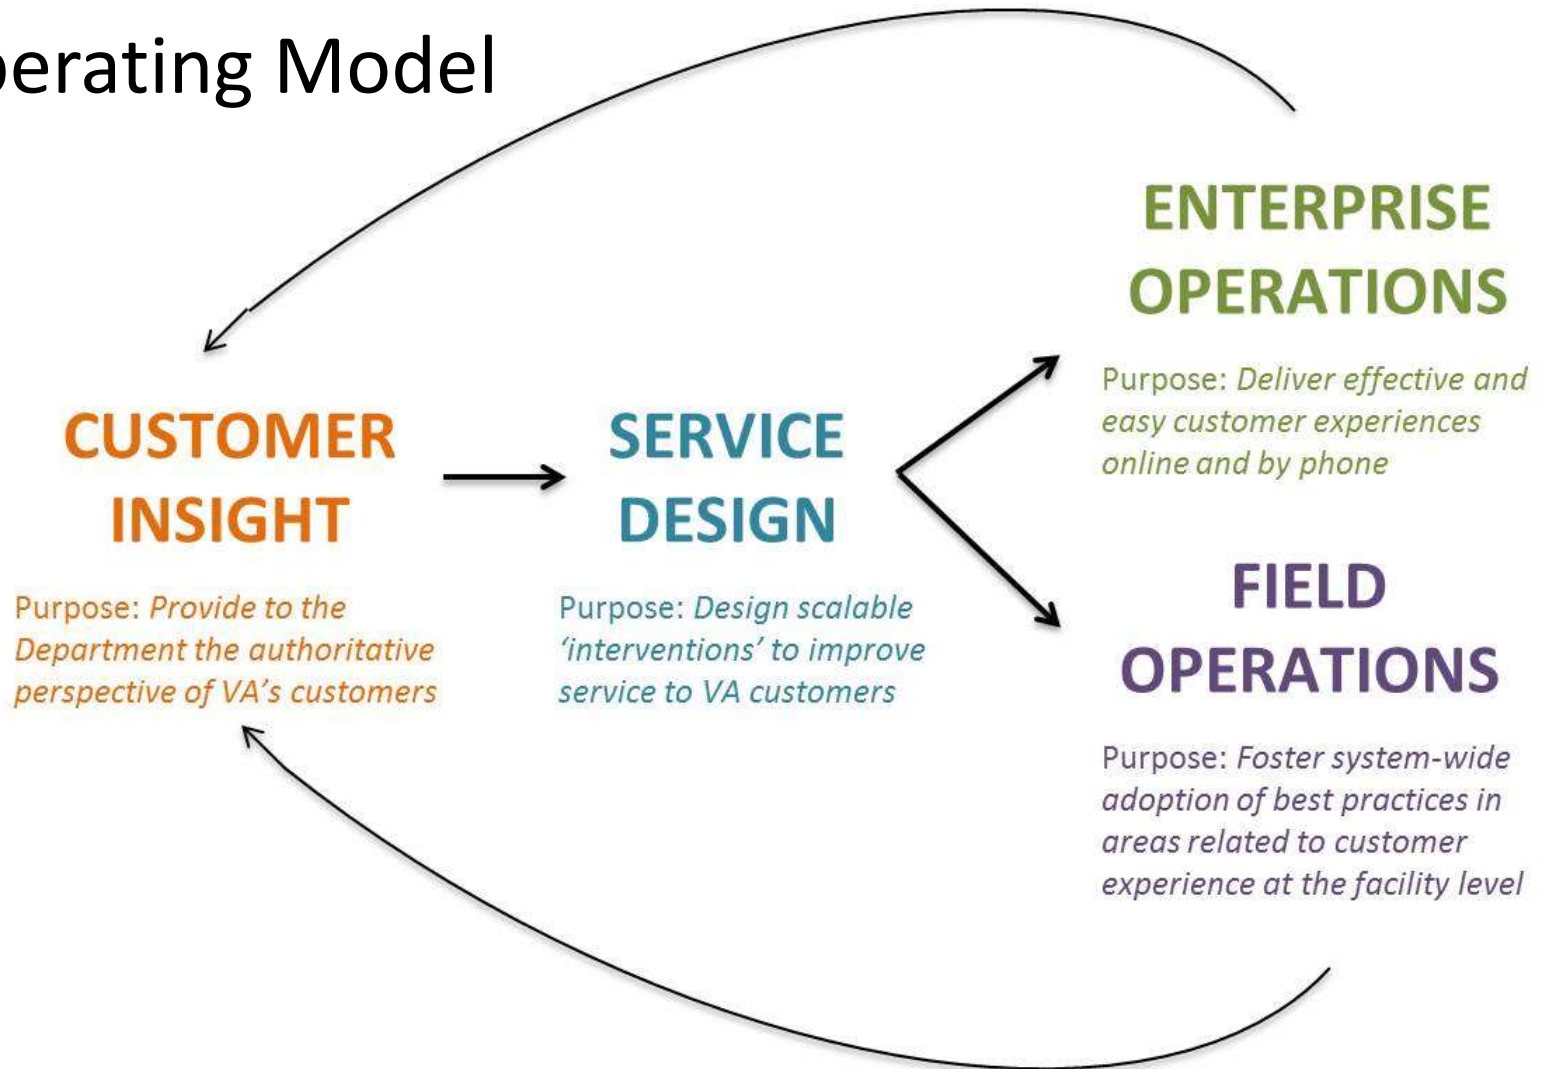 perating Model
ENTERPRISE
OPERATIONS
Purpose: Deliver effective and
easy customer experiences
online and by phone
CUSTOMER
INSIGHT
Purpose: Provide to the
Department the authoritative
perspective of VA's customers
SERVICE
DESIGN
Purpose: Design scalable
‘interventions’ to improve
service to VA customers
FIELD
OPERATIONS
Purpose: Foster system-wide
adoption of best practices in
areas related to customer
experience at the facility level